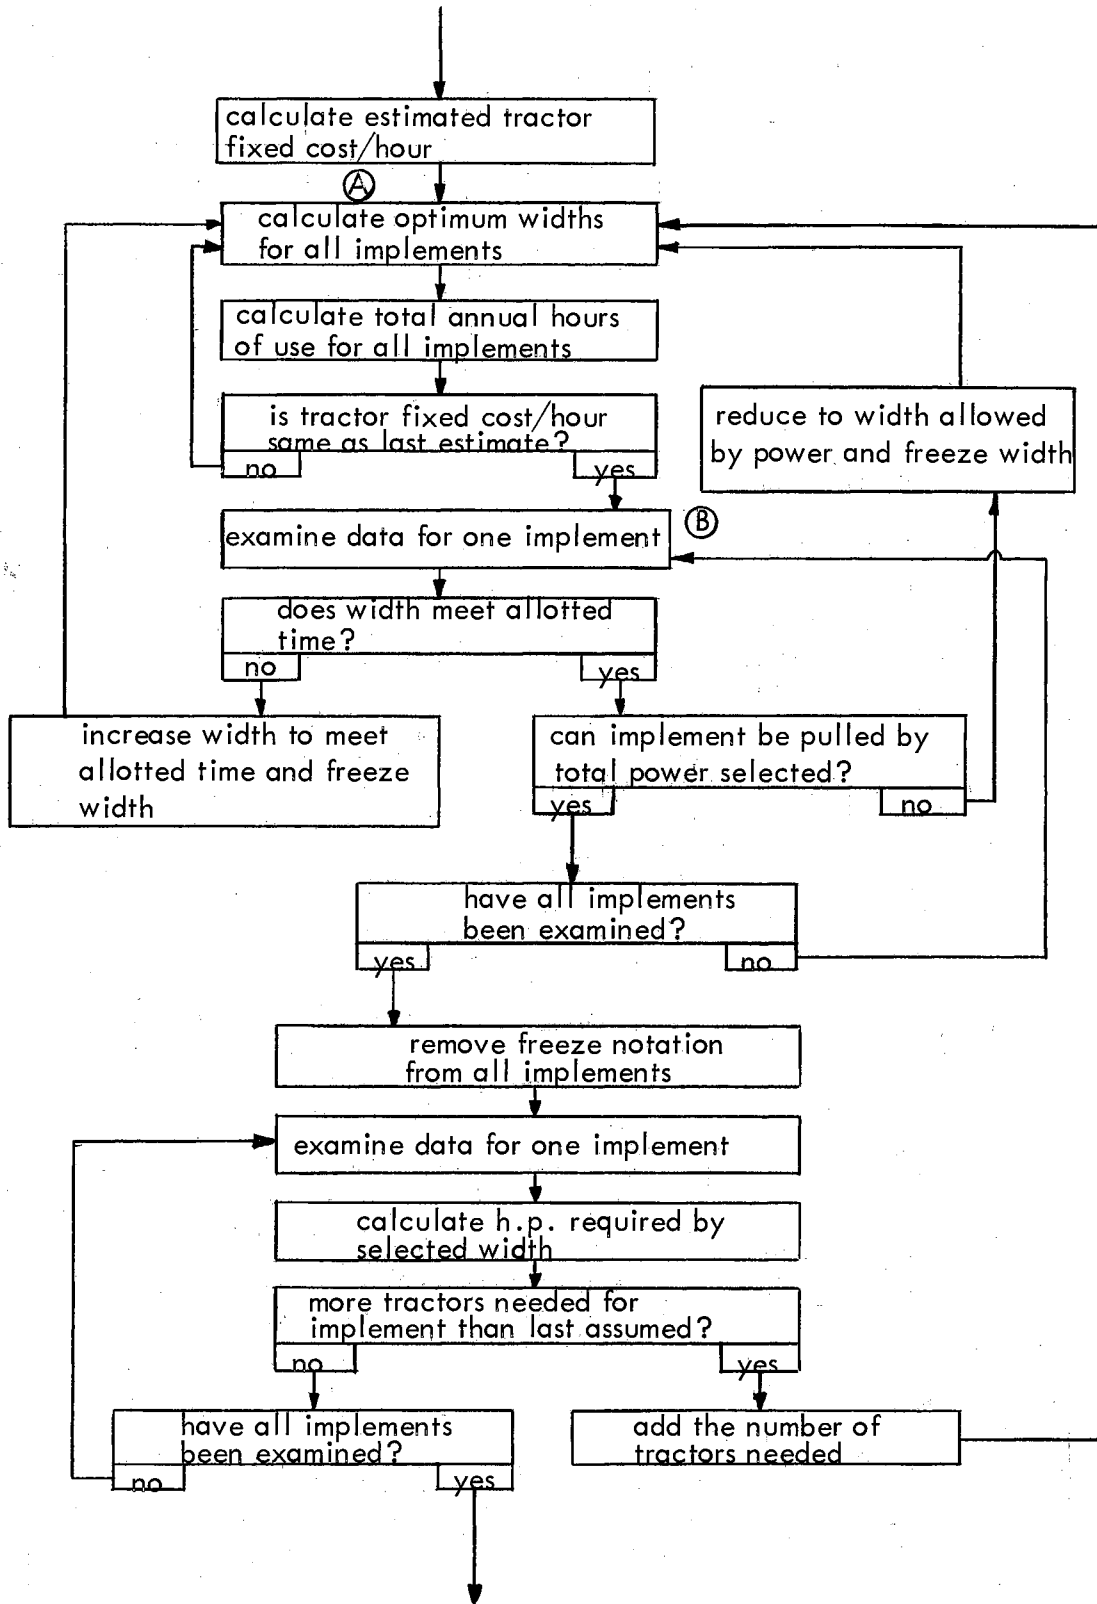 calculate estimated tractor
fixed cost/hour
A
calculate optimum widths
for all implements
calculate total annual hours
of use for all implements
is tractor fixed cost/hour
same as last estimate?
no
yes
reduce to width allowed
by power and freeze width
B
examine data for one implement
does width meet allotted
time?
no
yes
increase width to meet
allotted time and freeze
width
can implement be pulled by
total power selected?
yes
no
have all implements
been examined?
yes
no
remove freeze notation
from all implements
examine data for one implement
calculate h.p. required by
selected width
more tractors needed for
implement than last assumed?
no
yes
have all implements
been examined?
no
yes
add the number of
tractors needed